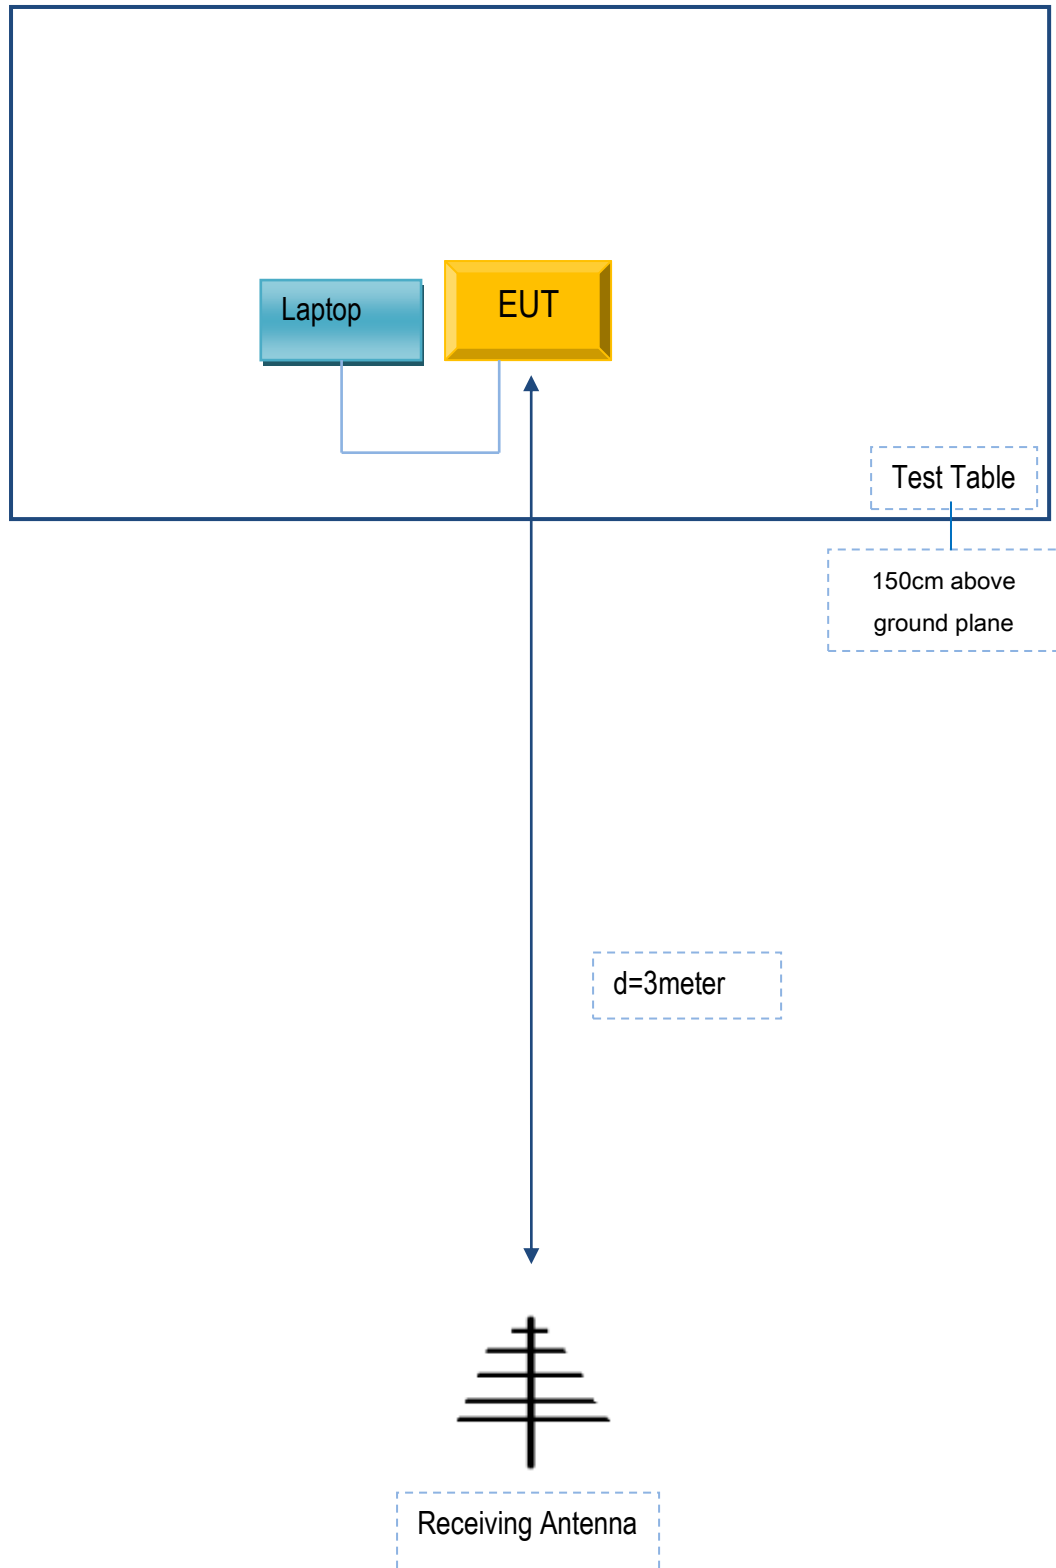 Laptop
EUT
Test Table
150cm above
ground plane
d=3meter
Receiving Antenna